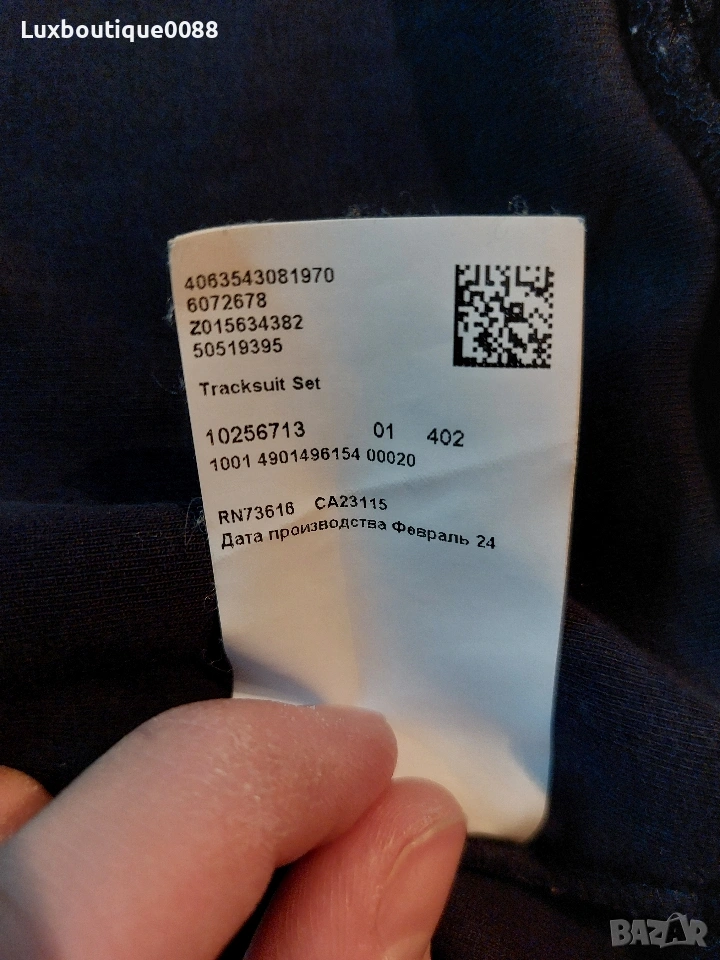 Luxboutique0088
4063543081970
6072678
Z015634382
50519395
Tracksuit Set
10256713 01 402
1001 4901496154 00020
RN73616 CA23115
Дата производства Февраль 24
BAZAR